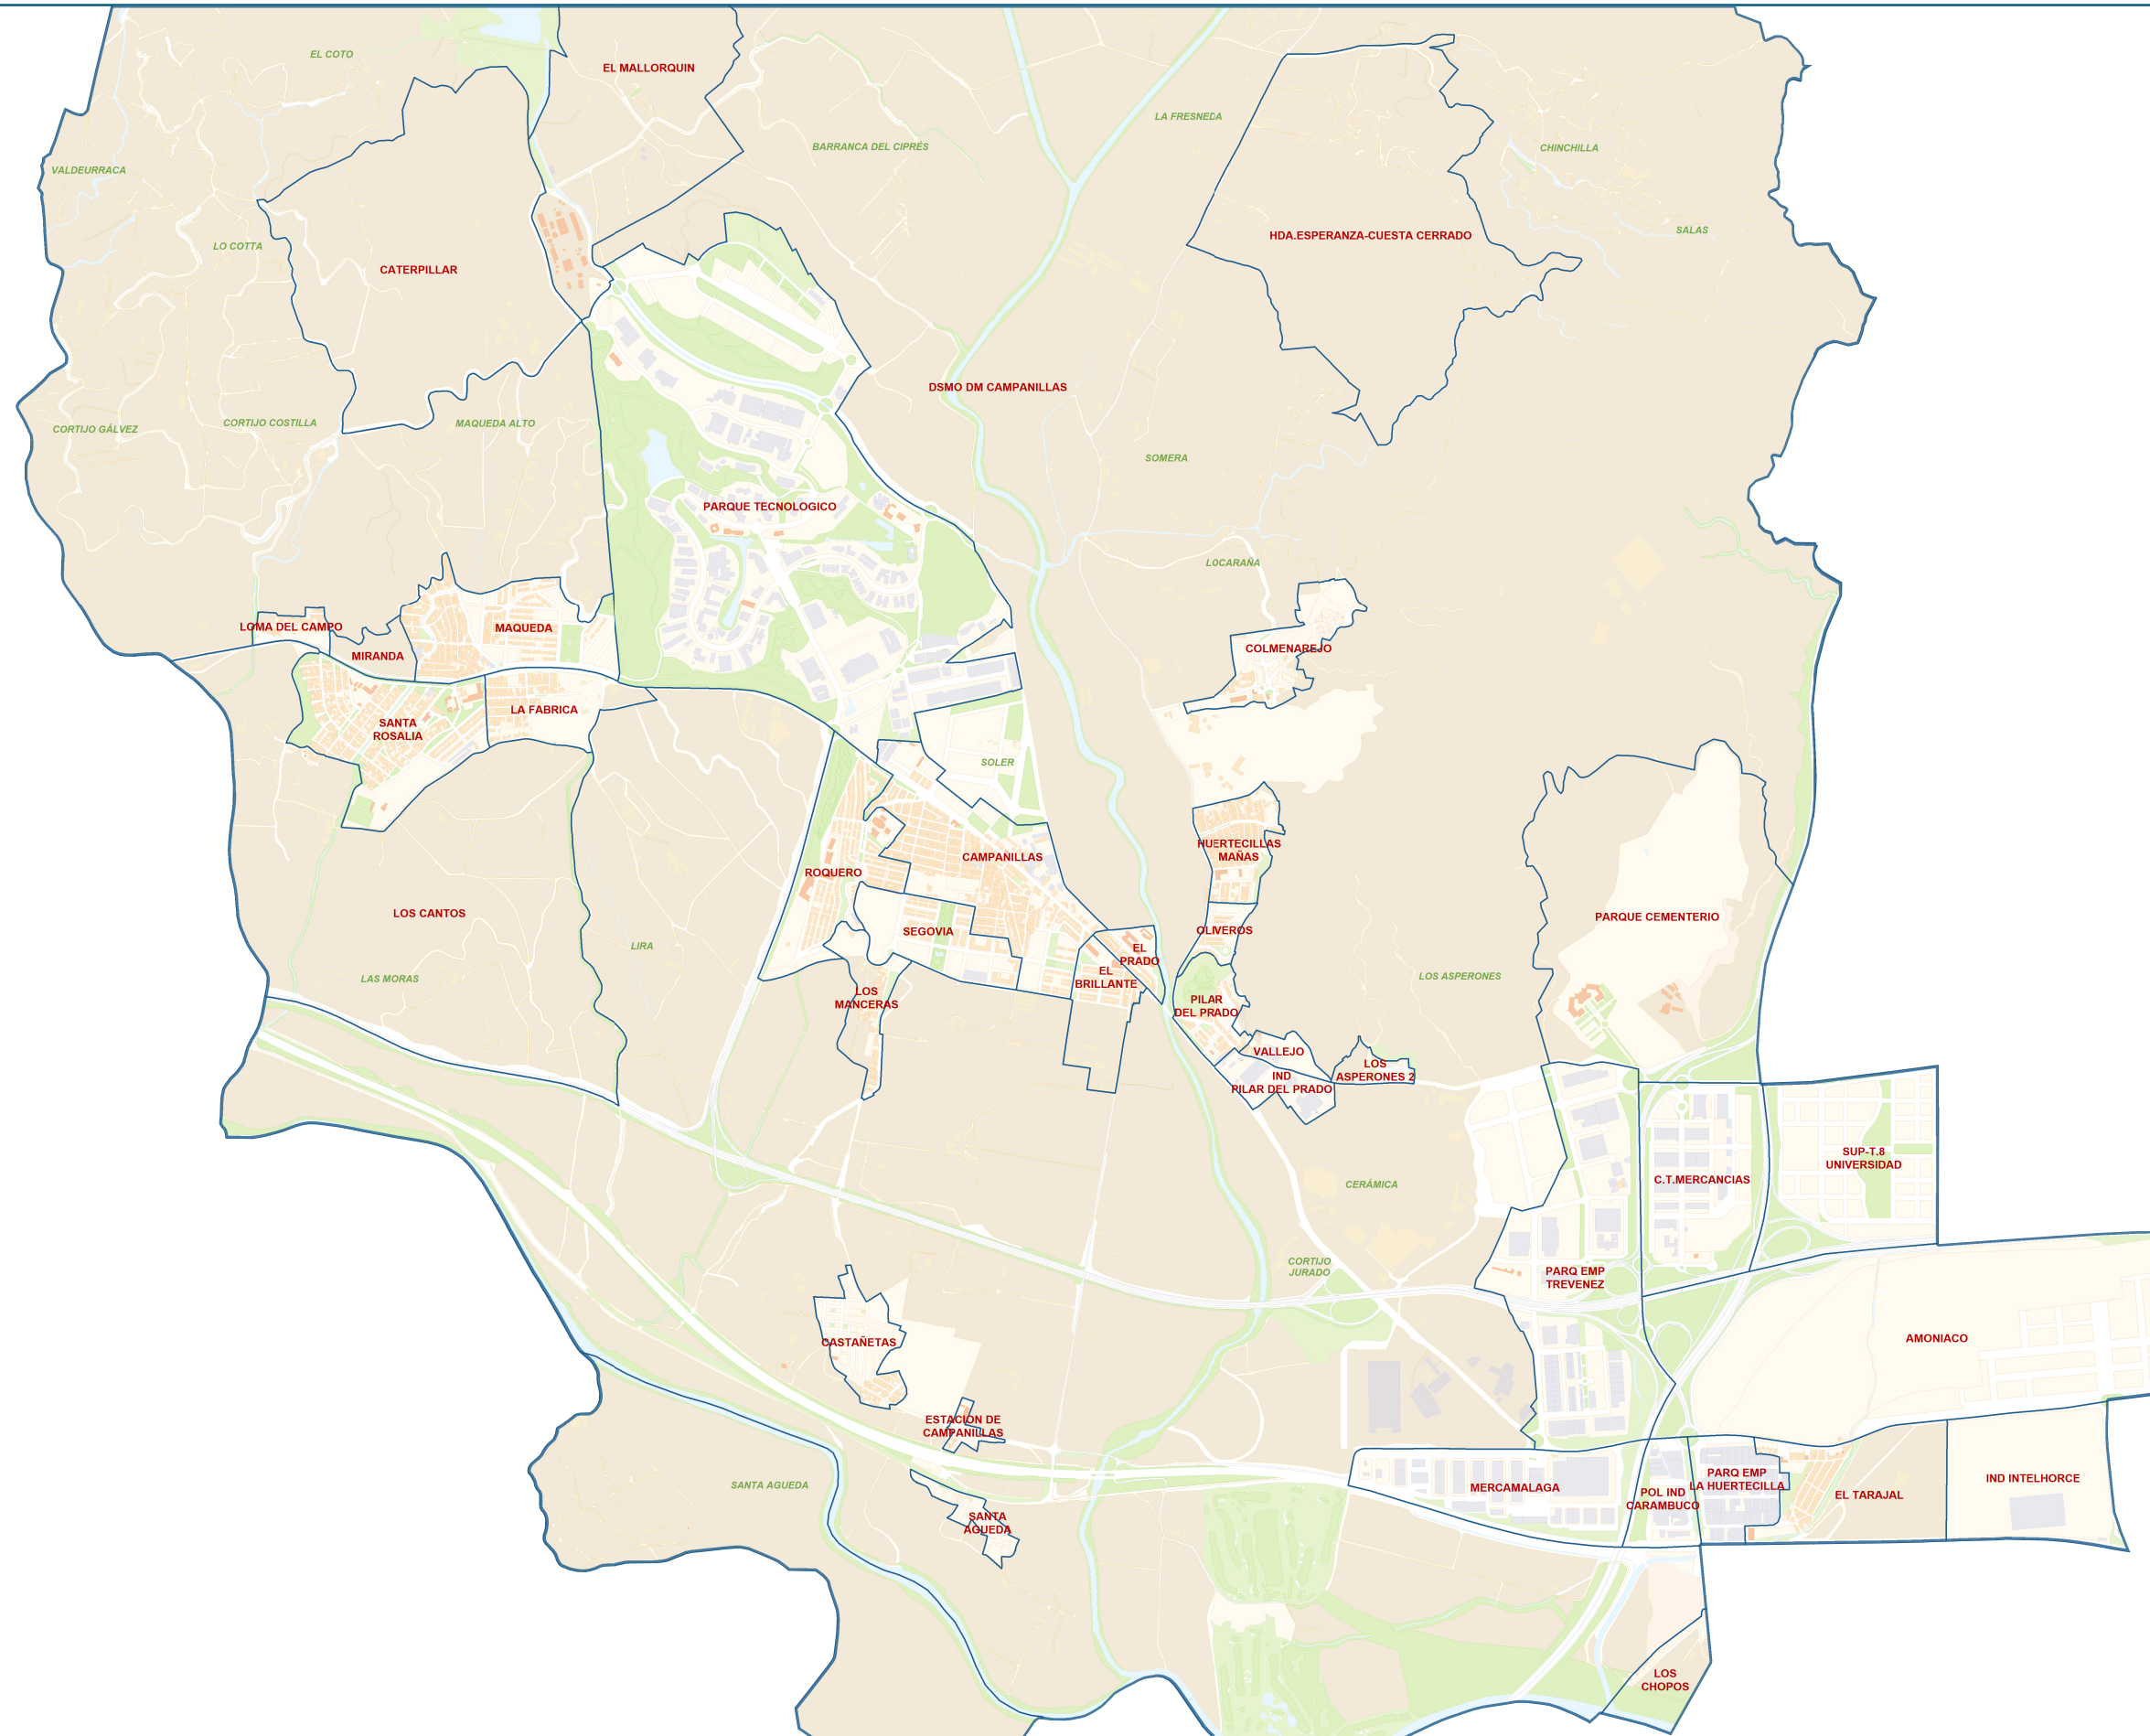 EL COTO
EL MALLORQUIN
LA FRESNEDA
BARRANCA DEL CIPRÉS
CHINCHILLA
VALDEURRACA
SALAS
HDA.ESPERANZA-CUESTA CERRADO
LO COTTA
CATERPILLAR
DSMO DM CAMPANILLAS
CORTIJO GÁLVEZ
CORTIJO COSTILLA
MAQUEDA ALTO
SOMERA
PARQUE TECNOLOGICO
LOCARAÑA
LOMA DEL CAMPO
MAQUEDA
MIRANDA
COLMENAREJO
LA FABRICA
SANTA
ROSALIA
SOLER
HUERTECILLAS
MAÑAS
CAMPANILLAS
ROQUERO
LOS CANTOS
PARQUE CEMENTERIO
SEGOVIA
OLIVEROS
LIRA
EL
PRADO
LAS MORAS
EL
BRILLANTE
LOS ASPERONES
LOS
MANCERAS
PILAR
DEL PRADO
VALLEJO
LOS
ASPERONES 2
IND
PILAR DEL PRADO
SUP-T.8
UNIVERSIDAD
C.T.MERCANCIAS
CERÁMICA
CORTIJO
JURADO
PARQ EMP
TREVENEZ
AMONIACO
CASTAÑETAS
ESTACION DE
CAMPANILLAS
SANTA AGUEDA
MERCAMALAGA
POL IND
CARAMBUCO
PARQ EMP
LA HUERTECILLA
EL TARAJAL
IND INTELHORCE
SANTA
AGUEDA
LOS
CHOPOS